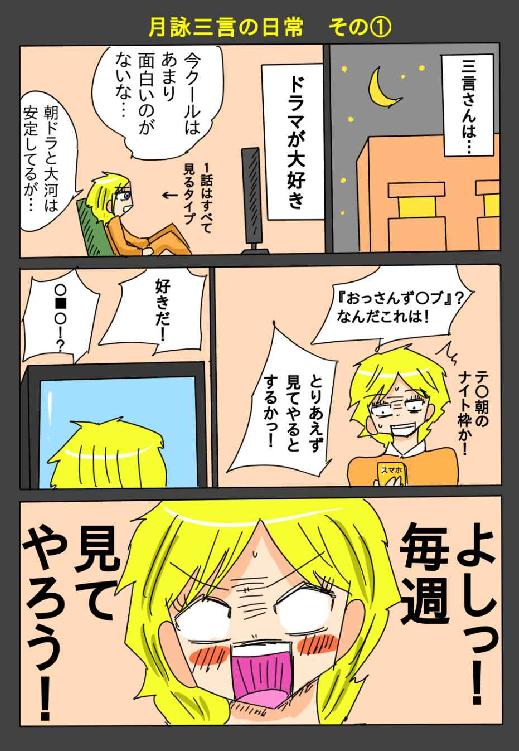 月詠三言の日常　その①
三言さんは…
ドラマが大好き
今クールは
あまり
面白いのが
ないな…
1話はすべて
見るタイプ
←
朝ドラと大河は
安定してるが…
『おっさんず〇ブ』?
なんだこれは!
テ〇朝の
ナイト枠か!
スマホ
とりあえず
見てやると
するかっ!
好きだ!
〇■〇!?
よしっ!
毎週
見て
やろう!